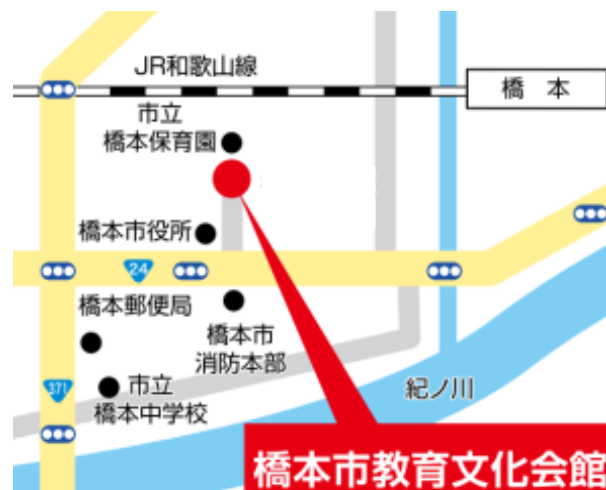 JR和歌山線
橋本
市立
橋本保育園
橋本市役所
24
橋本郵便局
橋本市
消防本部
371
市立
橋本中学校
紀ノ川
橋本市教育文化会館